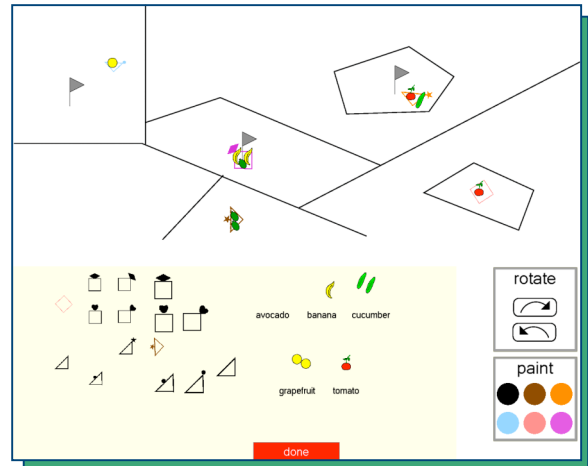 rotate
avocado banana cucumber
paint
grapefruit tomato
done